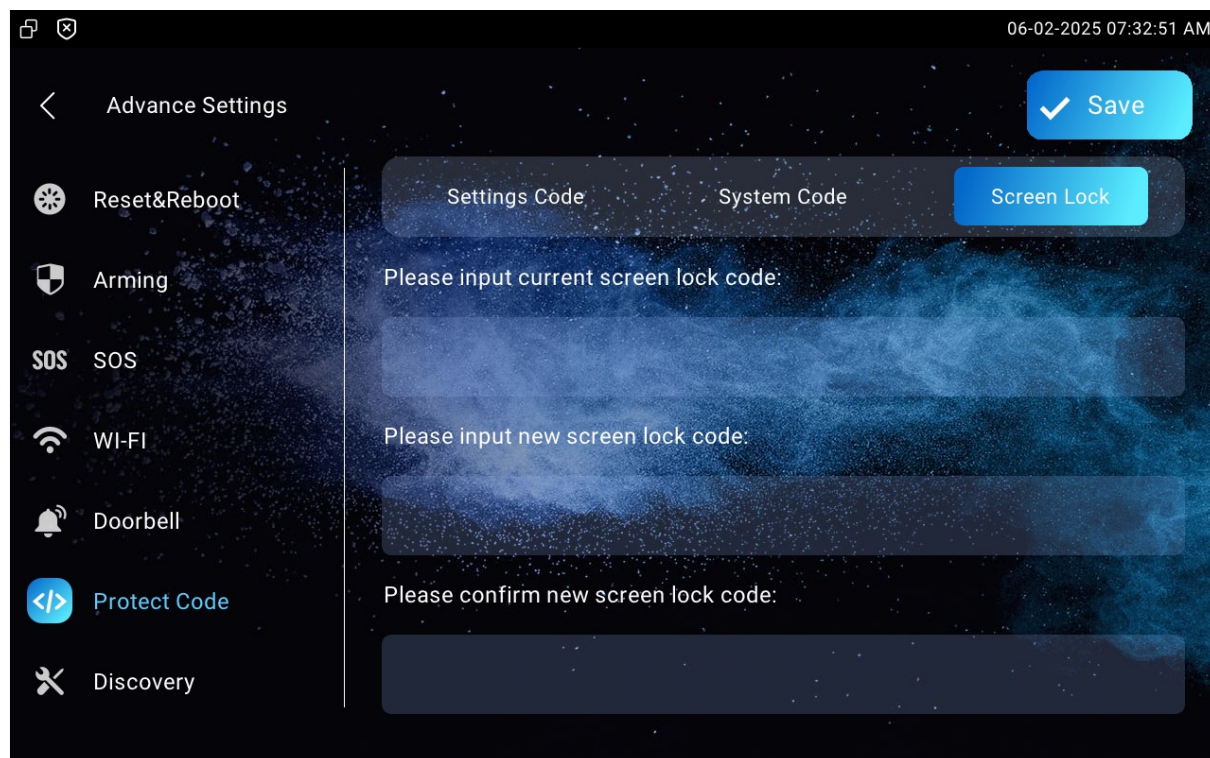 06-02-2025 07:32:51 AM
Advance Settings
Save
Reset&Reboot
Arming
SOS SOS
WI-FI
Doorbell
</> Protect Code
Discovery
Settings Code System Code Screen Lock
Please input current screen lock code:
Please input new screen lock code:
Please confirm new screen lock code: